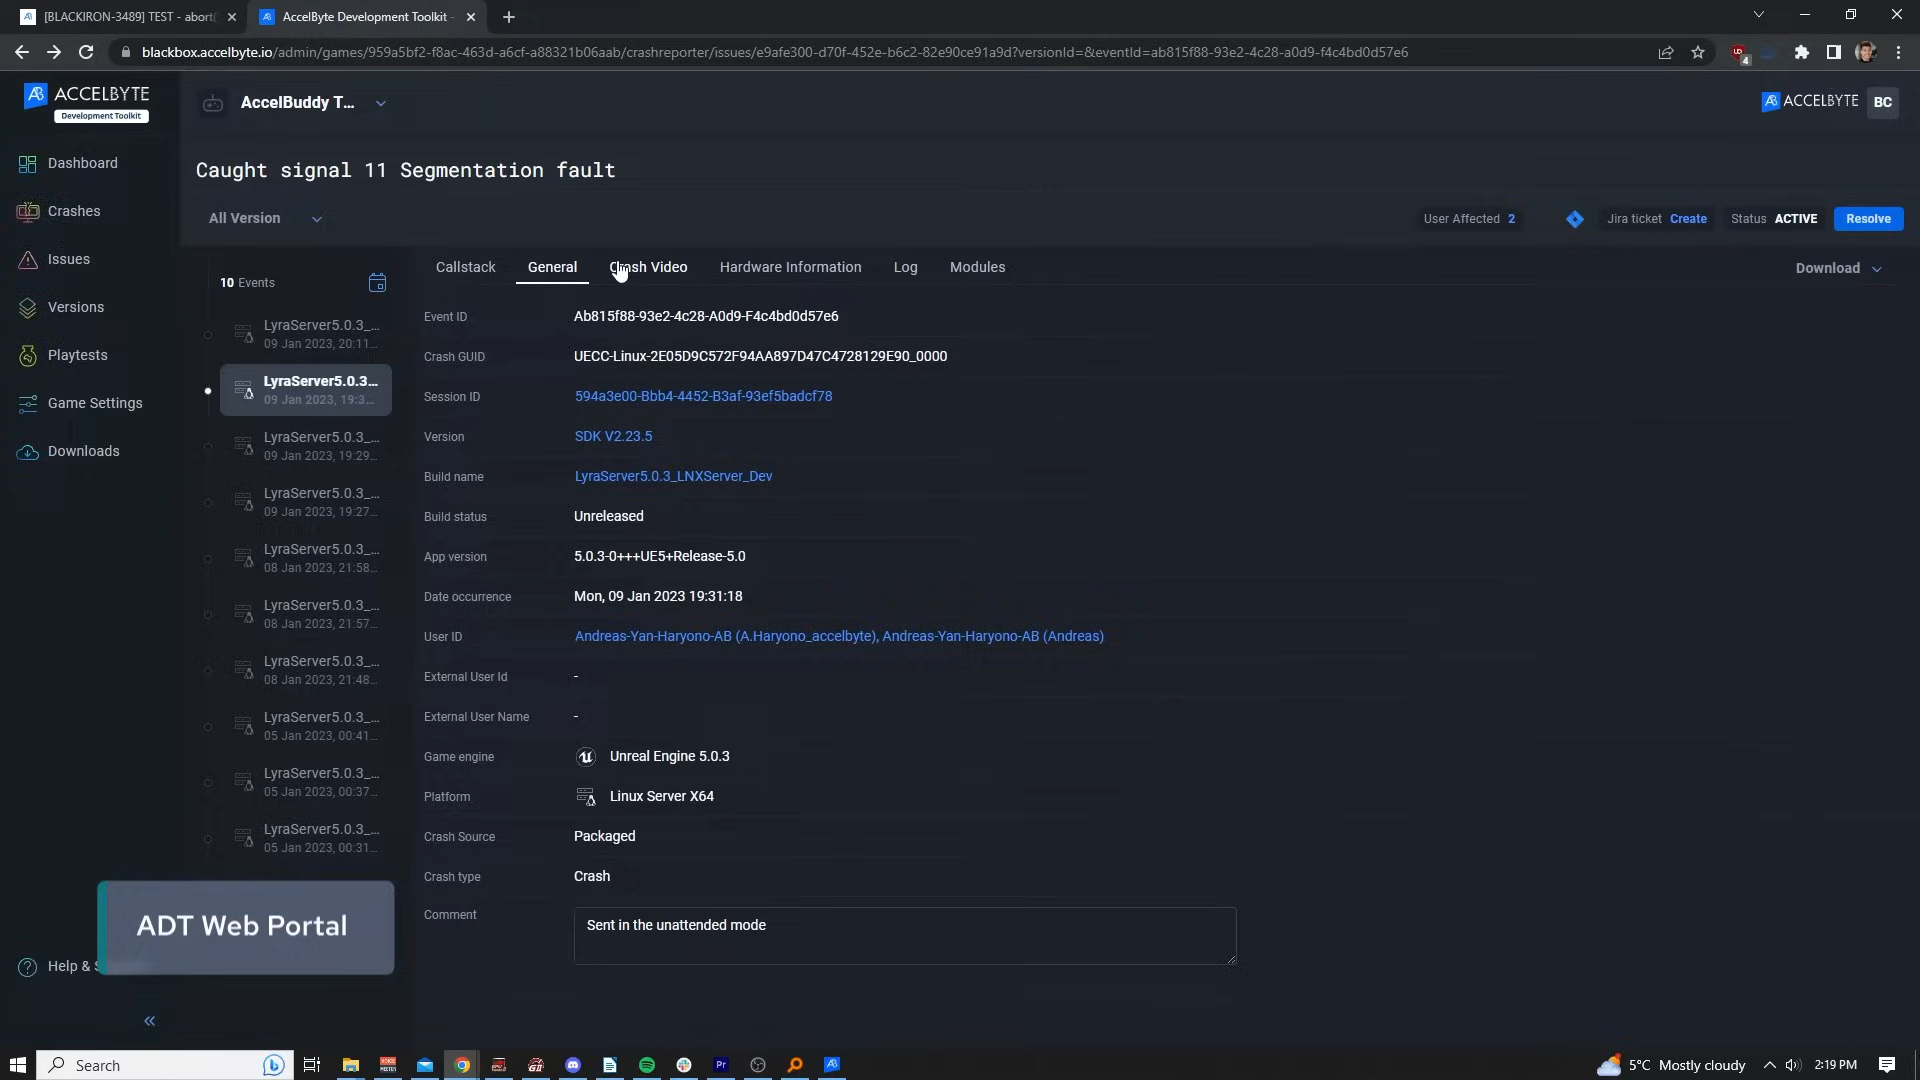 [BLACKIRON-3489] TEST - abort(
AccelByte Development Toolkit -
blackbox.accelbyte.io/admin/games/959a5bf2-f8ac-463d-a6cf-a88321b06aab/crashreporter/issues/e9afe300-d70f-452e-b6c2-82e90ce91a9d?versionId=&eventId=ab815f88-93e2-4c28-a0d9-f4c4bd0d57e6
4
ACCELBYTE
Development Toolkit
AccelBuddy T...
ACCELBYTE
BC
Dashboard
Crashes
Issues
Versions
Playtests
Game Settings
Downloads
Help &
Caught signal 11 Segmentation fault
All Version
User Affected 2
Jira ticket Create
Status ACTIVE
Resolve
10 Events
LyraServer5.0.3_...
09 Jan 2023, 20:11...
LyraServer5.0.3...
09 Jan 2023, 19:3...
LyraServer5.0.3_...
09 Jan 2023, 19:29...
LyraServer5.0.3_...
09 Jan 2023, 19:27...
LyraServer5.0.3_...
08 Jan 2023, 21:58...
LyraServer5.0.3_...
08 Jan 2023, 21:57...
LyraServer5.0.3_...
08 Jan 2023, 21:48...
LyraServer5.0.3_...
05 Jan 2023, 00:41...
LyraServer5.0.3_...
05 Jan 2023, 00:37...
LyraServer5.0.3_...
05 Jan 2023, 00:31...
Callstack
General
Crash Video
Hardware Information
Log
Modules
Download
Event ID
Ab815f88-93e2-4c28-A0d9-F4c4bd0d57e6
Crash GUID
UECC-Linux-2E05D9C572F94AA897D47C4728129E90_0000
Session ID
594a3e00-Bbb4-4452-B3af-93ef5badcf78
Version
SDK V2.23.5
Build name
LyraServer5.0.3_LNXServer_Dev
Build status
Unreleased
App version
5.0.3-0+++UE5+Release-5.0
Date occurrence
Mon, 09 Jan 2023 19:31:18
User ID
Andreas-Yan-Haryono-AB (A.Haryono_accelbyte), Andreas-Yan-Haryono-AB (Andreas)
External User Id
-
External User Name
-
Game engine
Unreal Engine 5.0.3
Platform
Linux Server X64
Crash Source
Packaged
Crash type
Crash
Comment
Sent in the unattended mode
ADT Web Portal
Search
5°C Mostly cloudy
2:19 PM